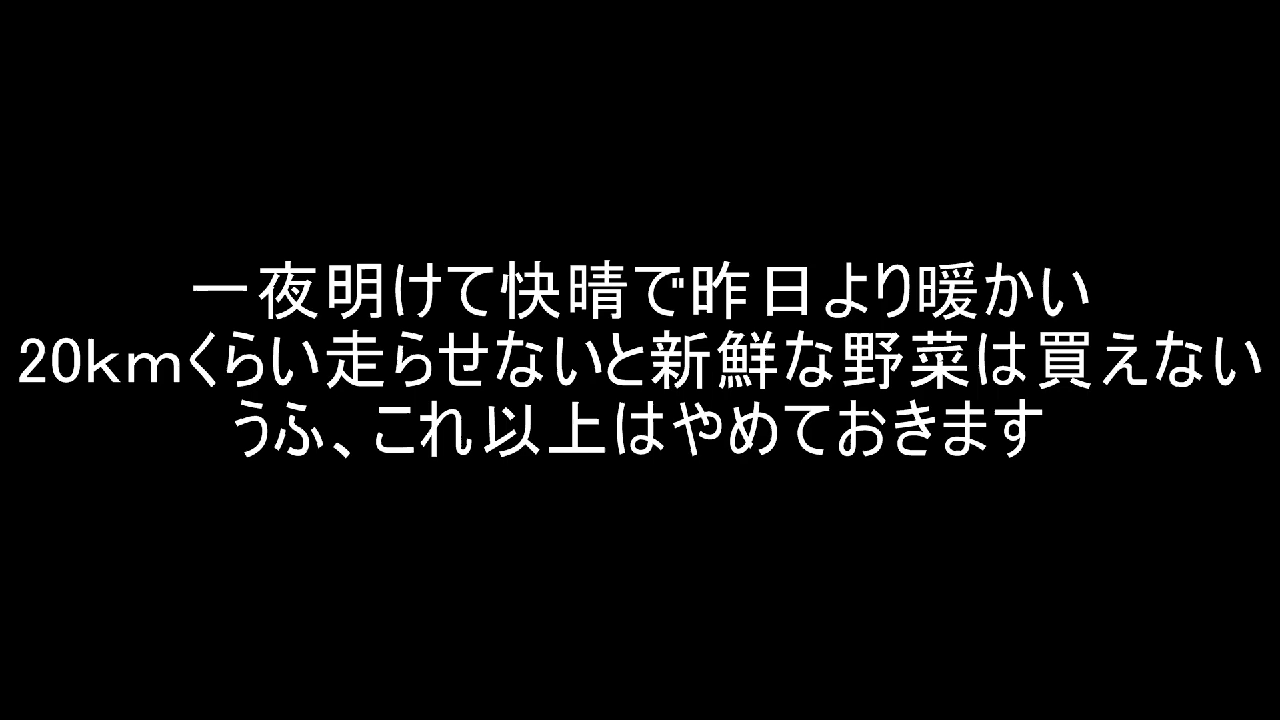 一夜明けて快晴で昨日より暖かい
20ｋｍくらい走らせないと新鮮な野菜は買えない
うふ、これ以上はやめておきます